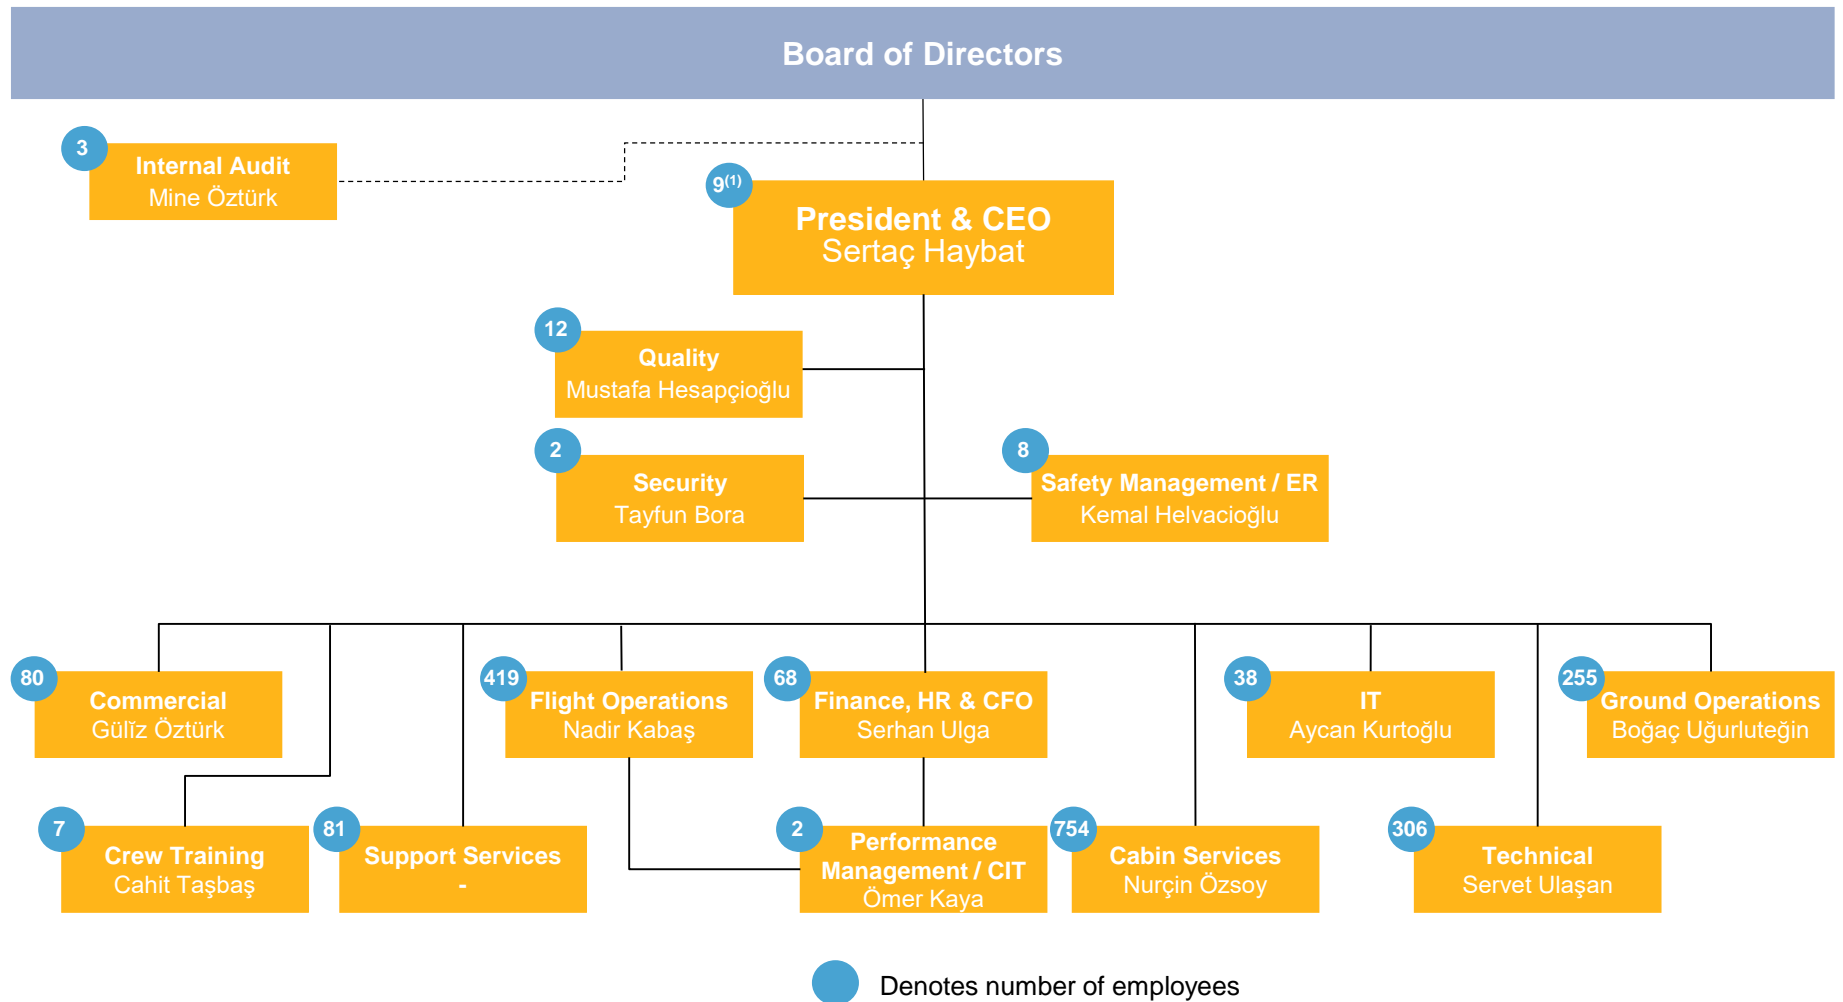 Board of Directors
3
Internal Audit
Mine Öztürk
9(1)
President & CEO
Sertaç Haybat
12
Quality
Mustafa Hesapçioğlu
2
Security
Tayfun Bora
8
Safety Management / ER
Kemal Helvacioğlu
80
Commercial
Gülĭz Öztürk
419
Flight Operations
Nadir Kabaş
68
Finance, HR & CFO
Serhan Ulga
38
IT
Aycan Kurtoğlu
255
Ground Operations
Boğaç Uğurluteğin
7
Crew Training
Cahit Taşbaş
81
Support Services
-
2
Performance
Management / CIT
Ömer Kaya
754
Cabin Services
Nurçin Özsoy
306
Technical
Servet Ulaşan
Denotes number of employees